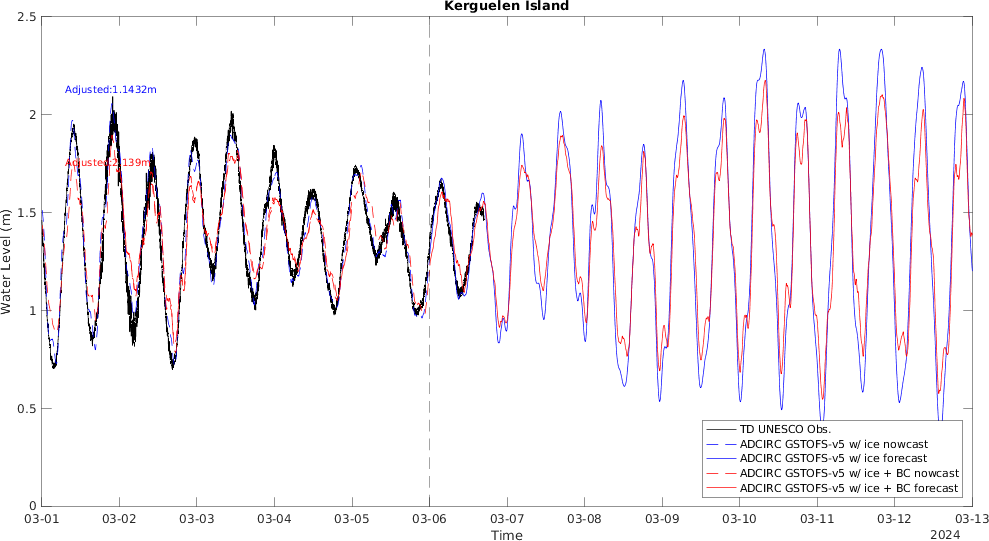 Kerguelen Island
2.5
2
1.5
1
0.5
0
Water Level (m)
Adjusted:1.1432m
Adjusted:2.139m
TD UNESCO Obs.
ADCIRC GSTOFS-v5 w/ ice nowcast
ADCIRC GSTOFS-v5 w/ ice forecast
ADCIRC GSTOFS-v5 w/ ice + BC nowcast
ADCIRC GSTOFS-v5 w/ ice + BC forecast
03-01 03-02 03-03 03-04 03-05 03-06 03-07 03-08 03-09 03-10 03-11 03-12 03-13
Time
2024